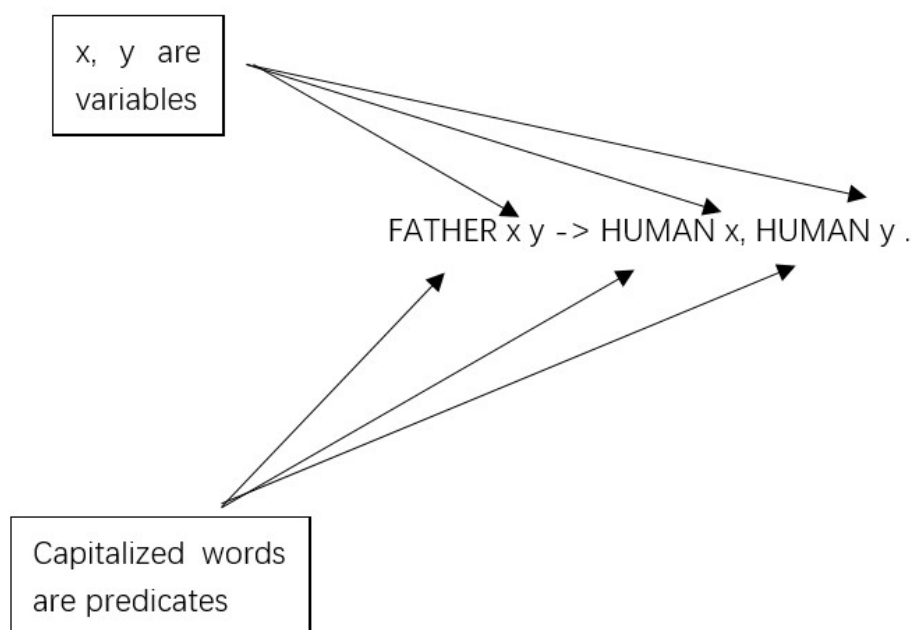 x, y are
variables
FATHER x y -> HUMAN x, HUMAN y .
Capitalized words
are predicates